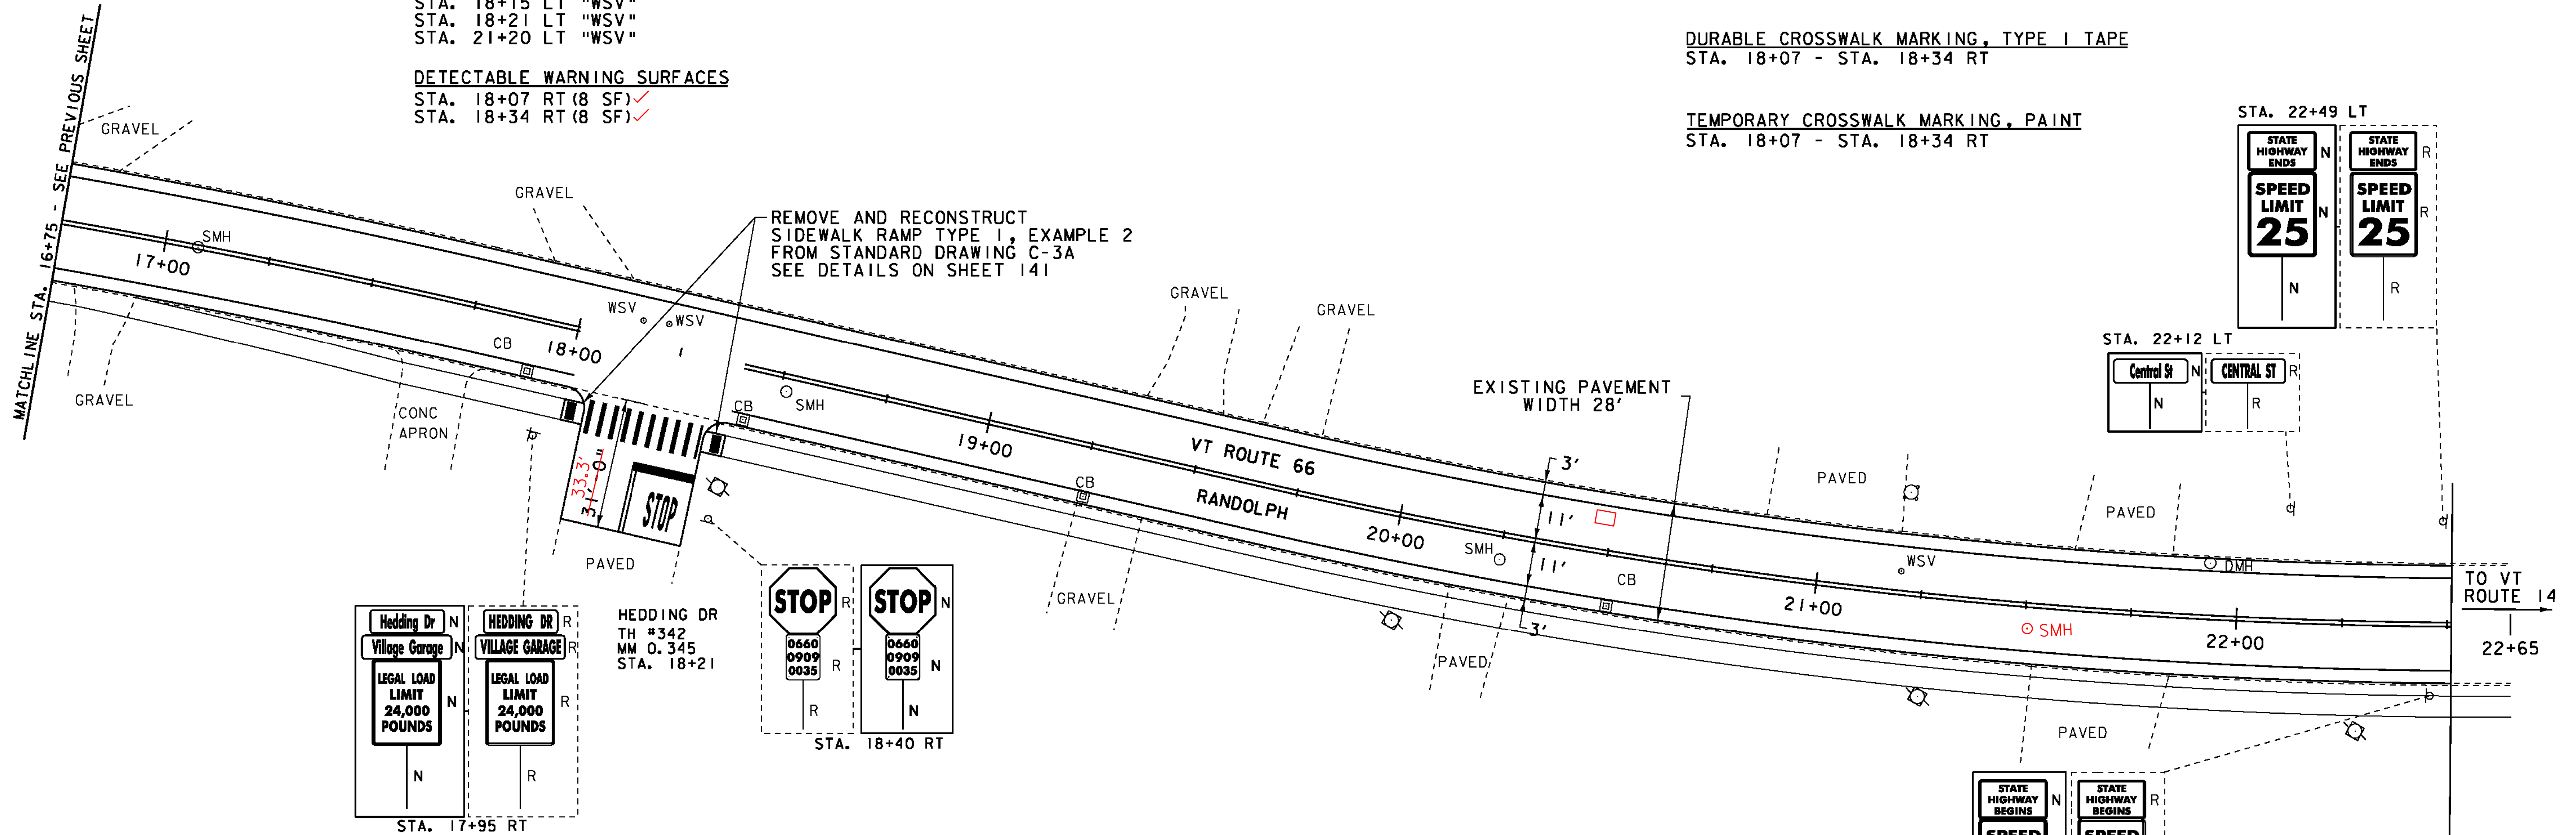 STA. 18+15 LT "WSV"
STA. 18+21 LT "WSV"
STA. 21+20 LT "WSV"
DETECTABLE WARNING SURFACES
STA. 18+07 RT (8 SF)
STA. 18+34 RT (8 SF)
DURABLE CROSSWALK MARKING, TYPE I TAPE
STA. 18+07 - STA. 18+34 RT
TEMPORARY CROSSWALK MARKING, PAINT
STA. 18+07 - STA. 18+34 RT
STA. 22+49 LT
STATE
HIGHWAY
ENDS
N
SPEED
LIMIT
25
N
N
STATE
HIGHWAY
ENDS
R
SPEED
LIMIT
25
R
R
MATCHLINE STA. 16+75 - SEE PREVIOUS SHEET
GRAVEL
GRAVEL
REMOVE AND RECONSTRUCT
SIDEWALK RAMP TYPE I, EXAMPLE 2
FROM STANDARD DRAWING C-3A
SEE DETAILS ON SHEET 141
SMH
17+00
WSV
WSV
GRAVEL
GRAVEL
CB
18+00
GRAVEL
CONC
APRON
STA. 22+12 LT
Central St N
N
CENTRAL ST R
R
EXISTING PAVEMENT
WIDTH 28'
CB
SMH
19+00
VT ROUTE 66
RANDOLPH
CB
3'
11'
11'
3'
20+00
SMH
CB
PAVED
PAVED
WSV
DMH
21+00
SMH
22+00
TO VT
ROUTE 14
22+65
33.3'
31'-0"
STOP
PAVED
GRAVEL
PAVED
PAVED
HEDDING DR
TH #342
MM 0.345
STA. 18+21
Hedding Dr N
Village Garage N
LEGAL LOAD
LIMIT
24,000
POUNDS
N
N
HEDDING DR R
VILLAGE GARAGE R
LEGAL LOAD
LIMIT
24,000
POUNDS
R
R
STA. 17+95 RT
STOP R
0660
0909
0035
R
R
STOP N
0660
0909
0035
N
N
STA. 18+40 RT
STATE
HIGHWAY
BEGINS
N
SPEED
STATE
HIGHWAY
BEGINS
R
SPEED